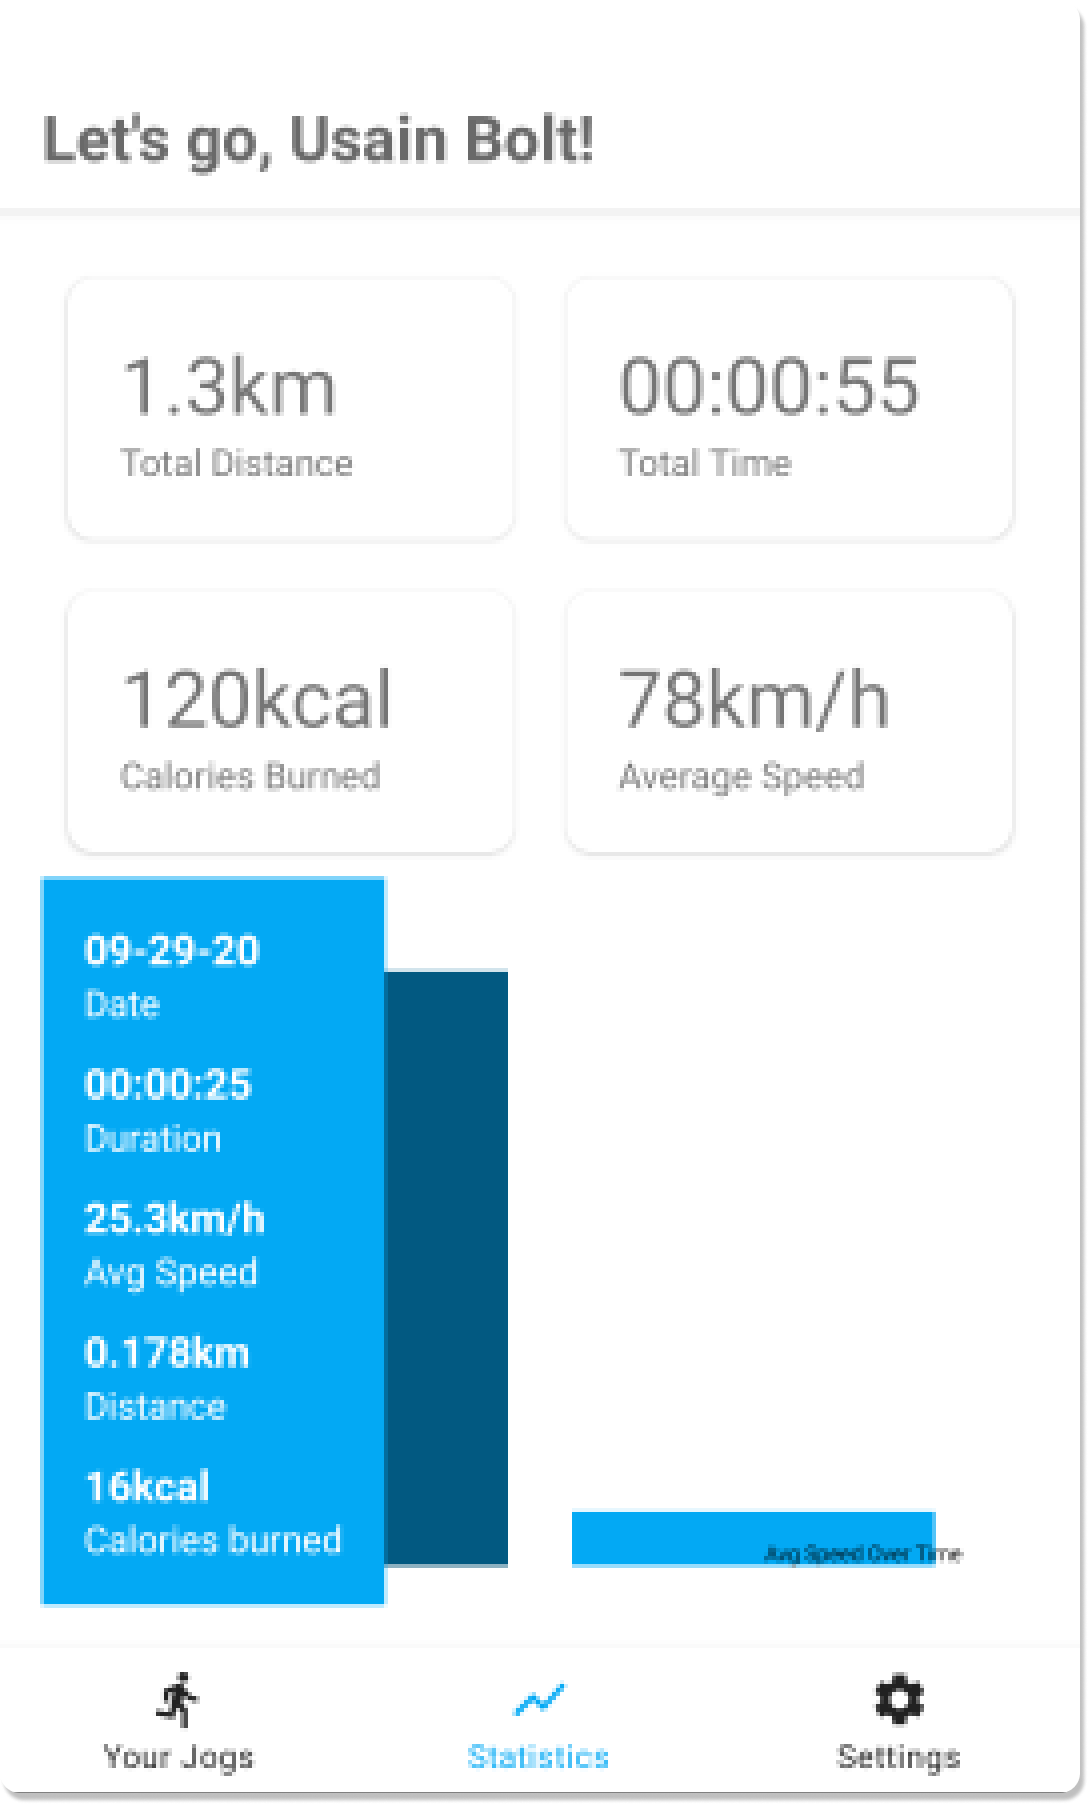 Let's go, Usain Bolt!
1.3km
Total Distance
00:00:55
Total Time
120kcal
Calories Burned
78km/h
Average Speed
09-29-20
Date
00:00:25
Duration
25.3km/h
Avg Speed
0.178km
Distance
16kcal
Calories burned
Avg Speed Over Time
Your Jogs
Statistics
Settings